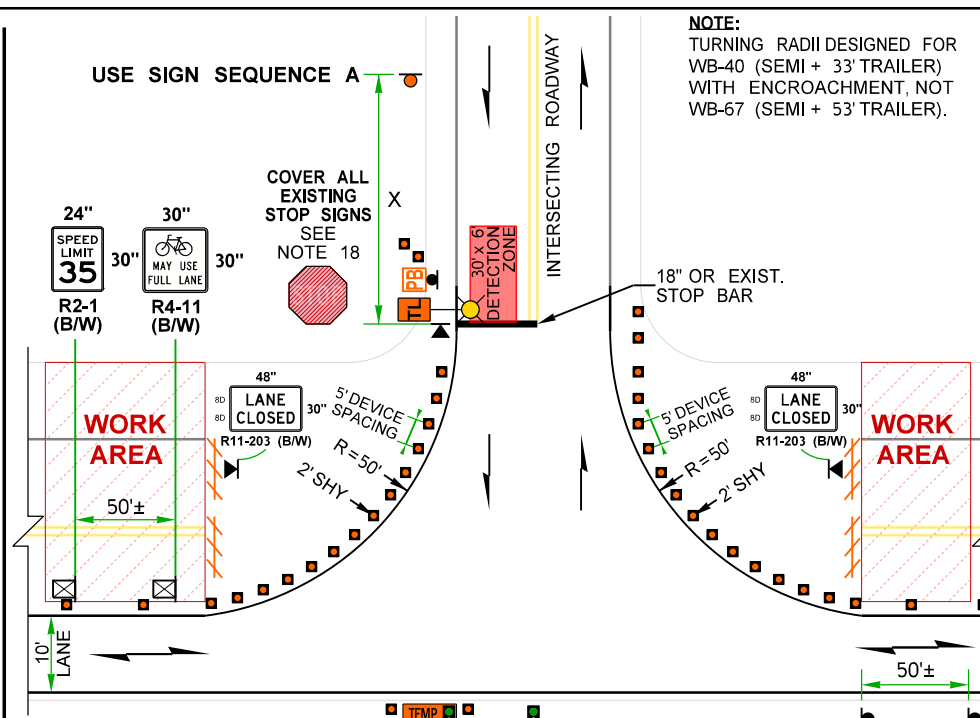 NOTE:
TURNING RADII DESIGNED FOR
WB-40 (SEMI + 33' TRAILER)
WITH ENCROACHMENT, NOT
WB-67 (SEMI + 53' TRAILER).
USE SIGN SEQUENCE A
INTERSECTING ROADWAY
COVER ALL
EXISTING
STOP SIGNS
SEE
NOTE 18
X
STOP
24"
SPEED
LIMIT
35
30"
R2-1
(B/W)
30"
MAY USE
FULL LANE
30"
R4-11
(B/W)
PB
TL
30' x 6'
DETECTION
ZONE
18" OR EXIST.
STOP BAR
WORK
AREA
48"
8D
8D
LANE
CLOSED
30"
R11-203 (B/W)
5' DEVICE
SPACING
R=50'
2' SHY
5' DEVICE
SPACING
R=50'
2' SHY
48"
8D
8D
LANE
CLOSED
30"
R11-203 (B/W)
WORK
AREA
50'±
10'
LANE
50'±
TEMP